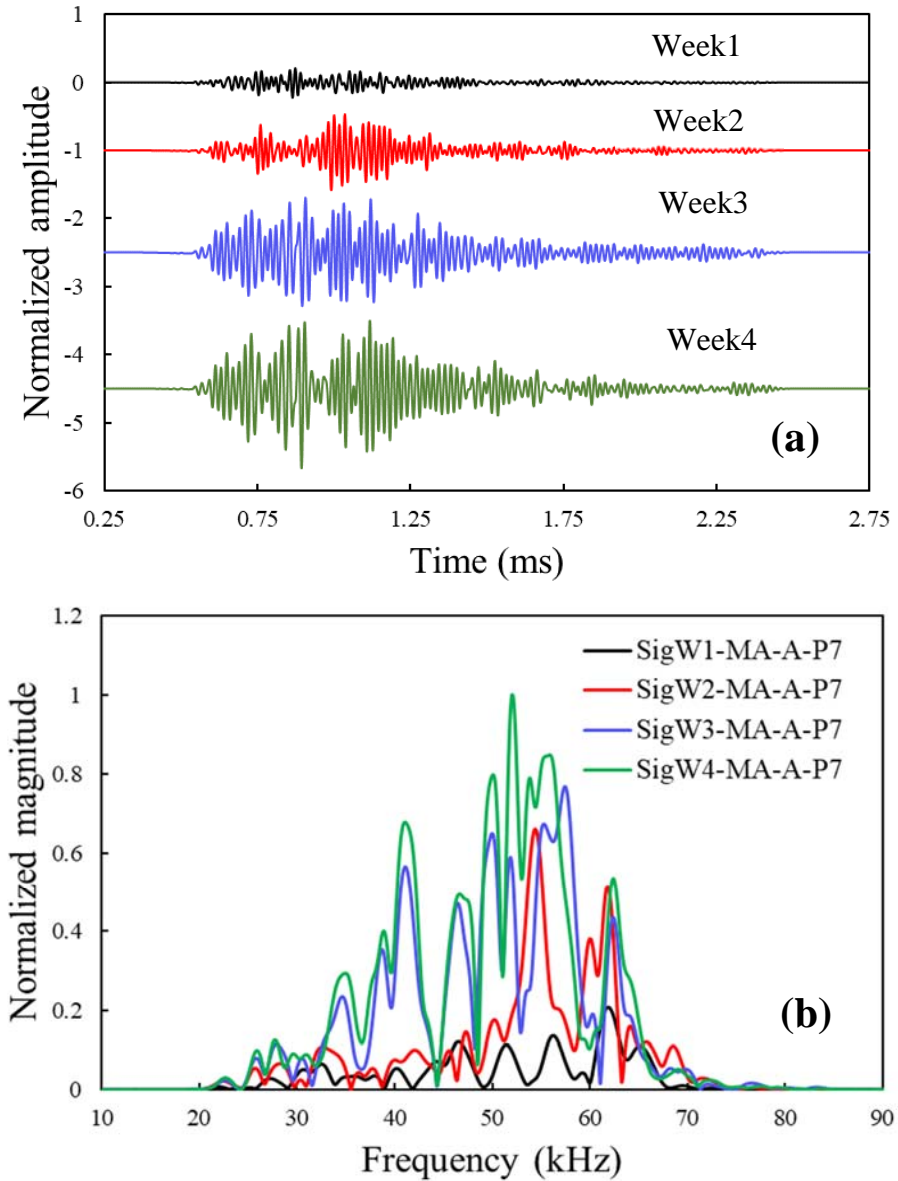 1
0
-1
-2
-3
-4
-5
-6
Normalized amplitude
Week1
Week2
Week3
Week4
(a)
0.25 0.75 1.25 1.75 2.25 2.75
Time (ms)
1.2
1
0.8
0.6
0.4
0.2
0
Normalized magnitude
SigW1-MA-A-P7
SigW2-MA-A-P7
SigW3-MA-A-P7
SigW4-MA-A-P7
(b)
10 20 30 40 50 60 70 80 90
Frequency (kHz)